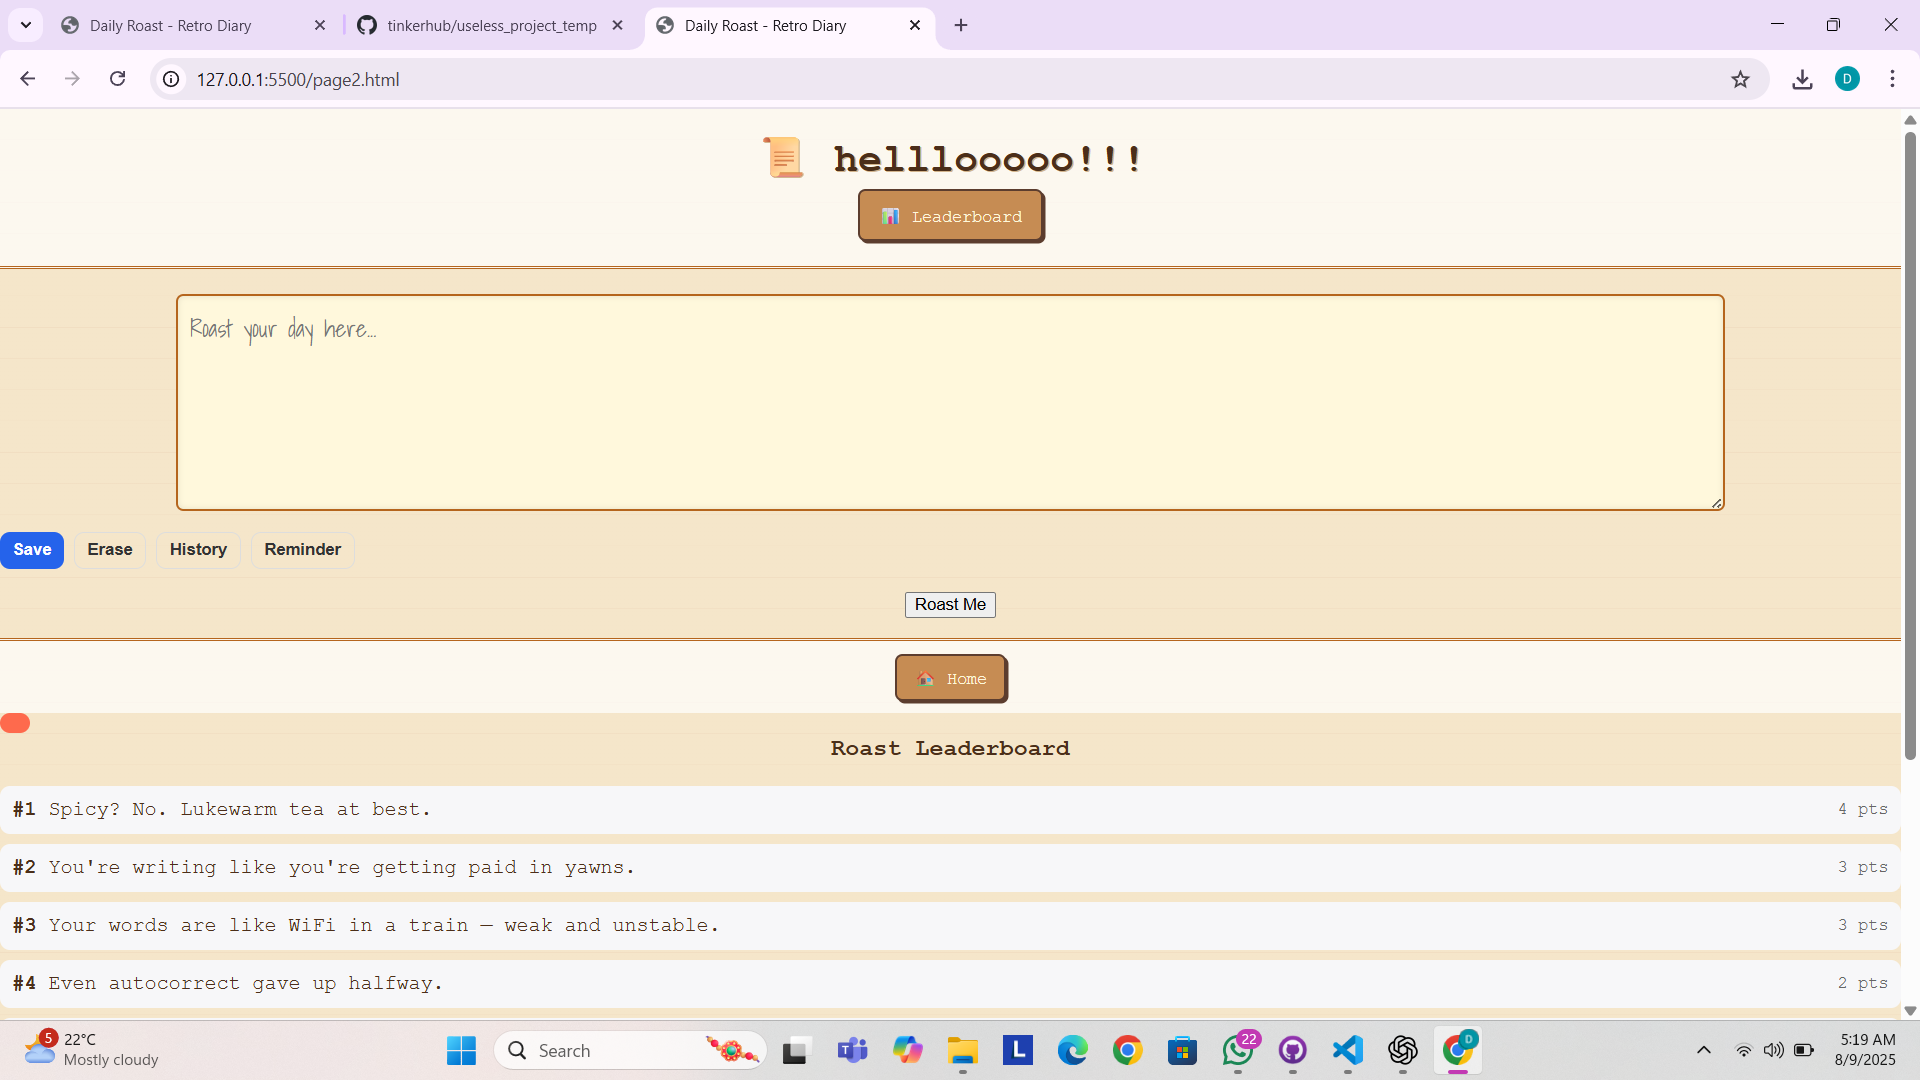 Daily Roast - Retro Diary
tinkerhub/useless_project_temp
Daily Roast - Retro Diary
127.0.0.1:5500/page2.html
D
helllooooo!!!
Leaderboard
Roast your day here...
Save
Erase
History
Reminder
Roast Me
Home
Roast Leaderboard
#1 Spicy? No. Lukewarm tea at best. 4 pts
#2 You're writing like you're getting paid in yawns. 3 pts
#3 Your words are like WiFi in a train — weak and unstable. 3 pts
#4 Even autocorrect gave up halfway. 2 pts
5
22°C
Mostly cloudy
Search
L
22
D
5:19 AM
8/9/2025